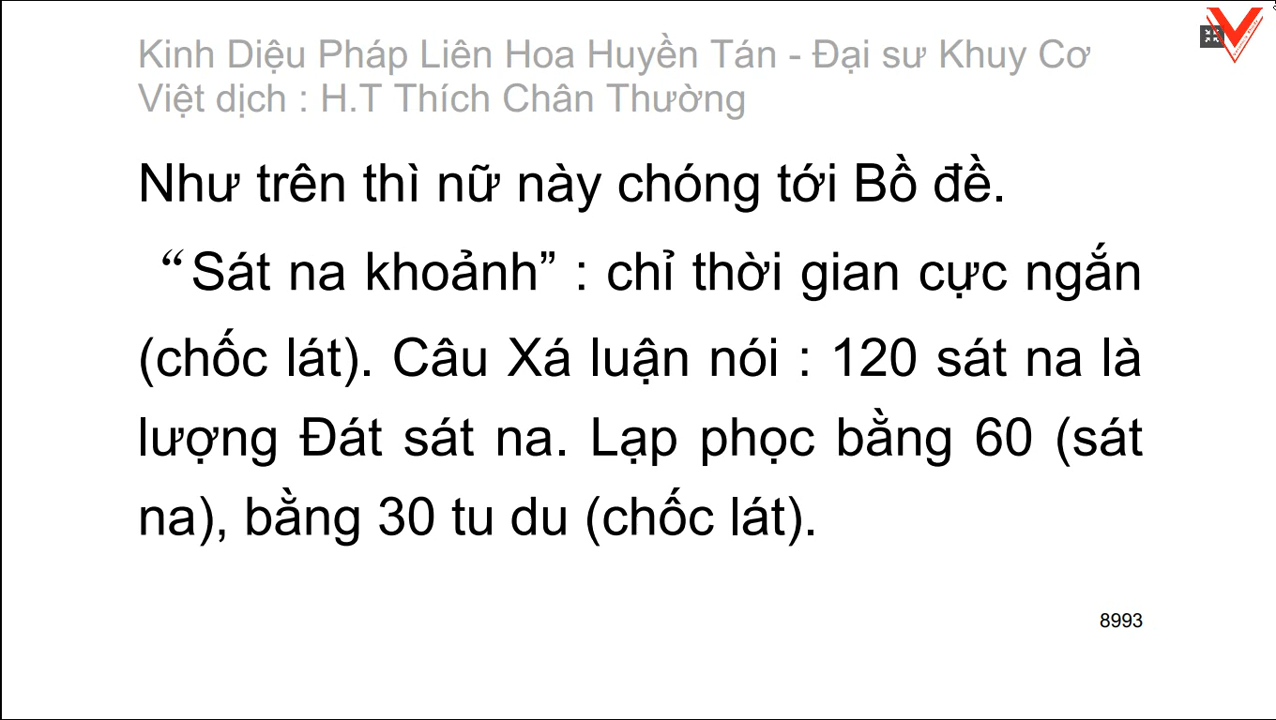 Kinh Diệu Pháp Liên Hoa Huyền Tán - Đại sư Khuy Cơ
Việt dịch : H.T Thích Chân Thường
Như trên thì nữ này chóng tới Bồ đề.
“Sát na khoảnh” : chỉ thời gian cực ngắn
(chốc lát). Câu Xá luận nói : 120 sát na là
lượng Đát sát na. Lạp phọc bằng 60 (sát
na), bằng 30 tu du (chốc lát).
8993